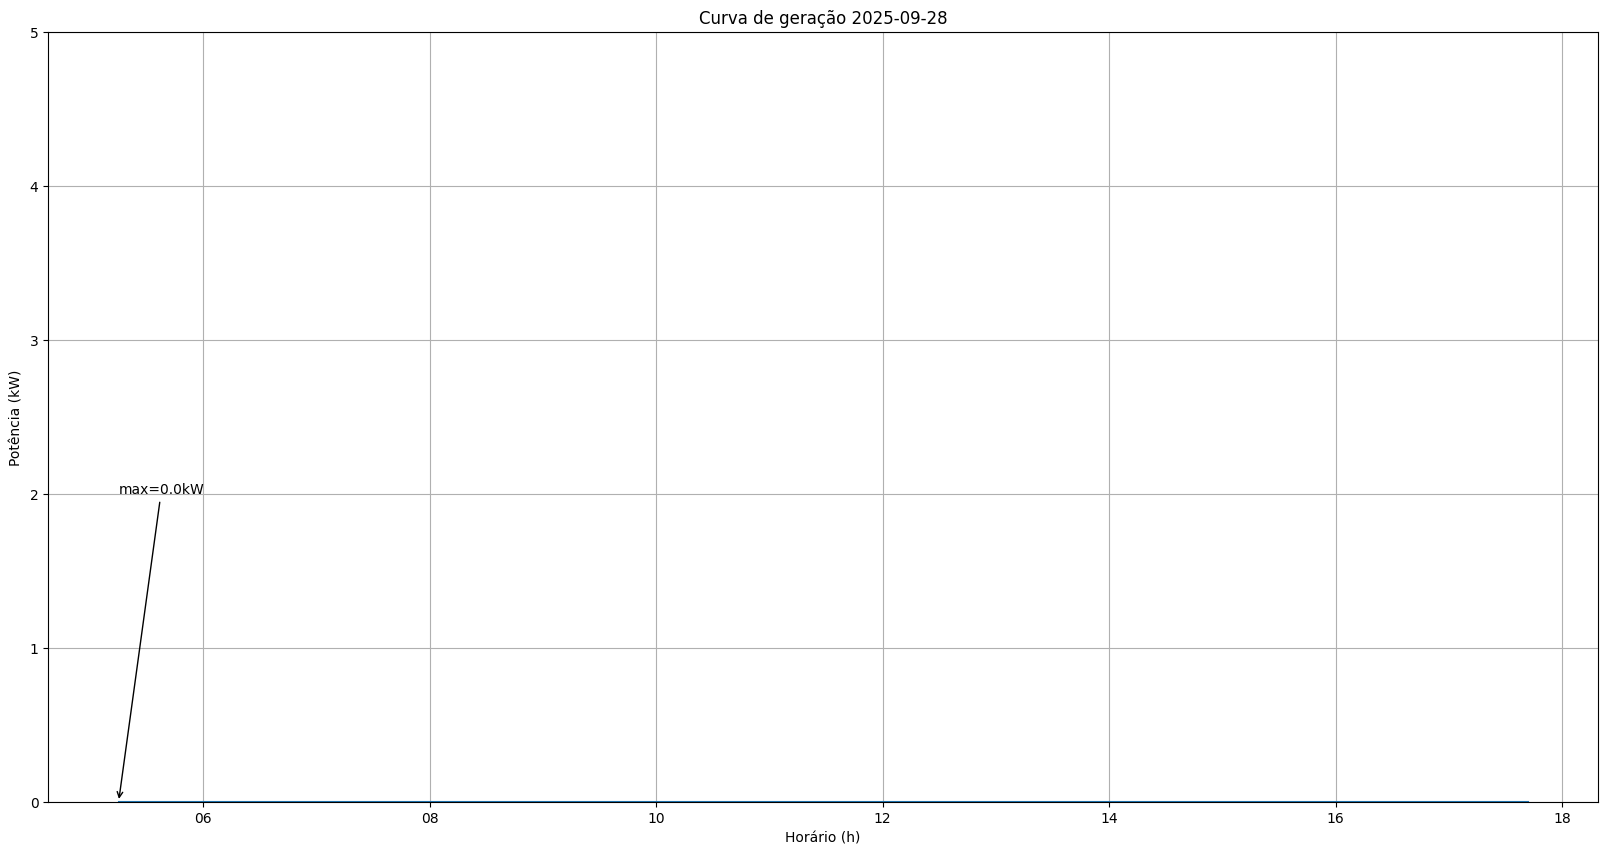 Curva de geração 2025-09-28
5
4
3
2
1
0
Potência (kW)
max=0.0kW
06 08 10 12 14 16 18
Horário (h)